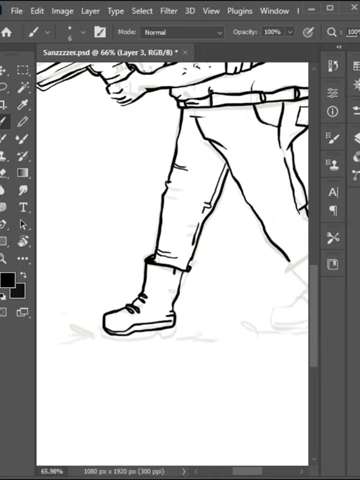 File Edit Image Layer Type Select Filter 3D View Plugins Window
Mode: Normal Opacity: 100%
6
Sanzzzzer.psd @ 66% (Layer 3, RGB/8) *
65.98% 1080 px x 1920 px (300 ppi)